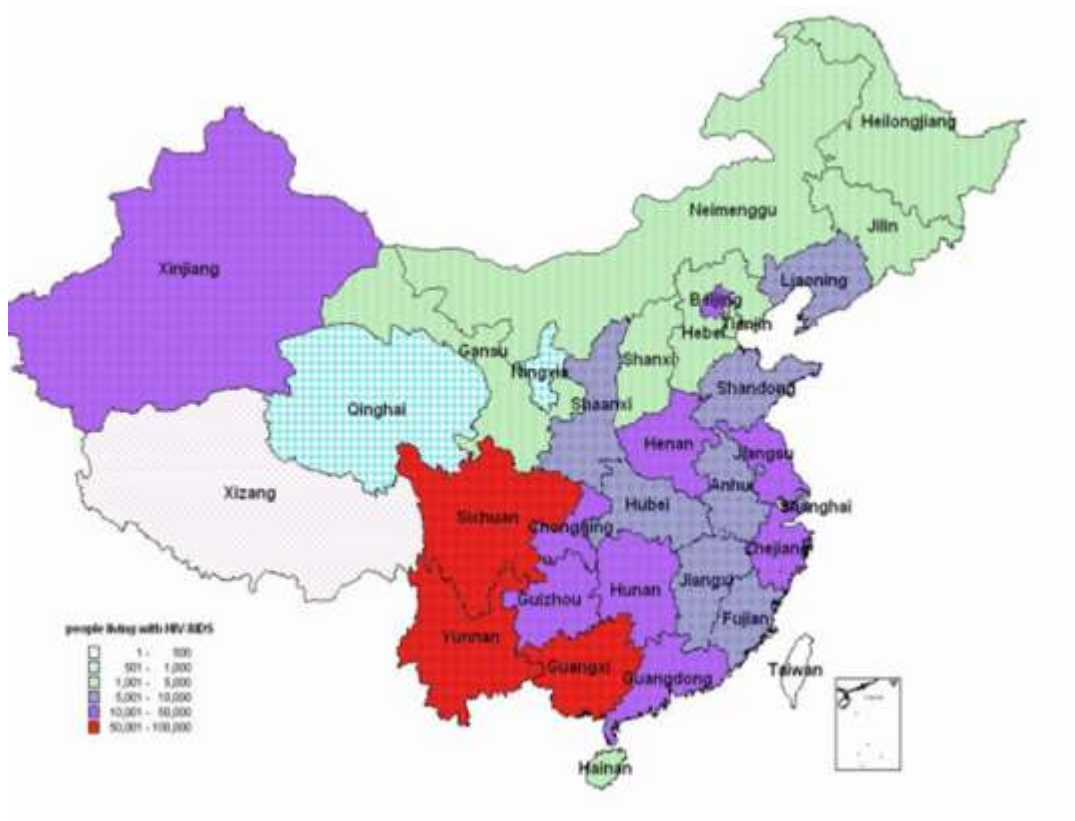 Heilongjiang
Neimenggu
Jilin
Xinjiang
Liaoning
Beijing
Tianjin
Hebei
Shanxi
Gansu
Ningxia
Shandong
Shaanxi
Qinghai
Henan
Jiangsu
Anhui
Xizang
Hubei
Shanghai
Sichuan
Chongqing
Zhejiang
Jiangxi
Hunan
Guizhou
Fujian
people living with HIV/AIDS
Yunnan
1 - 500
501 - 1,000
Guangxi
Taiwan
1,001 - 5,000
Guangdong
5,001 - 10,000
10,001 - 50,000
50,001 - 100,000
Hainan